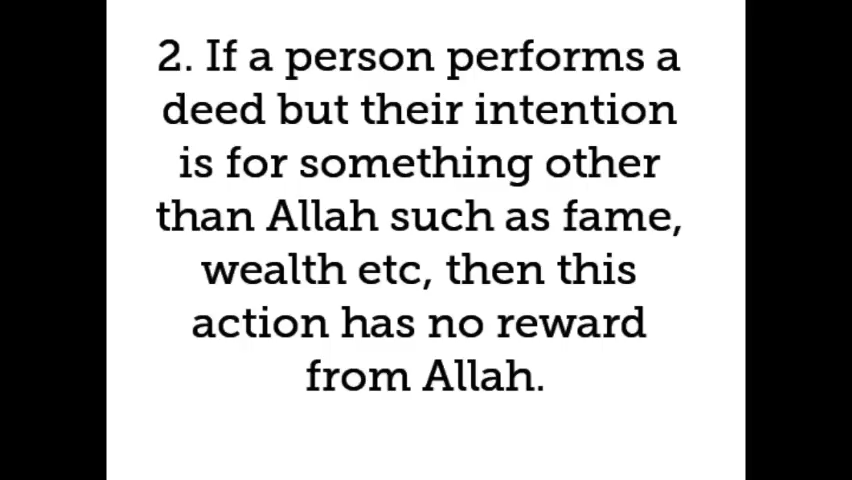 2. If a person performs a
deed but their intention
is for something other
than Allah such as fame,
wealth etc, then this
action has no reward
from Allah.